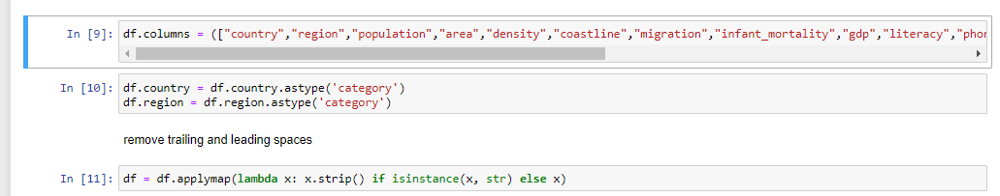 In [9]: df.columns = (["country","region","population","area","density","coastline","migration","infant_mortality","gdp","literacy","phon
In [10]: df.country = df.country.astype('category')
df.region = df.region.astype('category')
remove trailing and leading spaces
In [11]: df = df.applymap(lambda x: x.strip() if isinstance(x, str) else x)